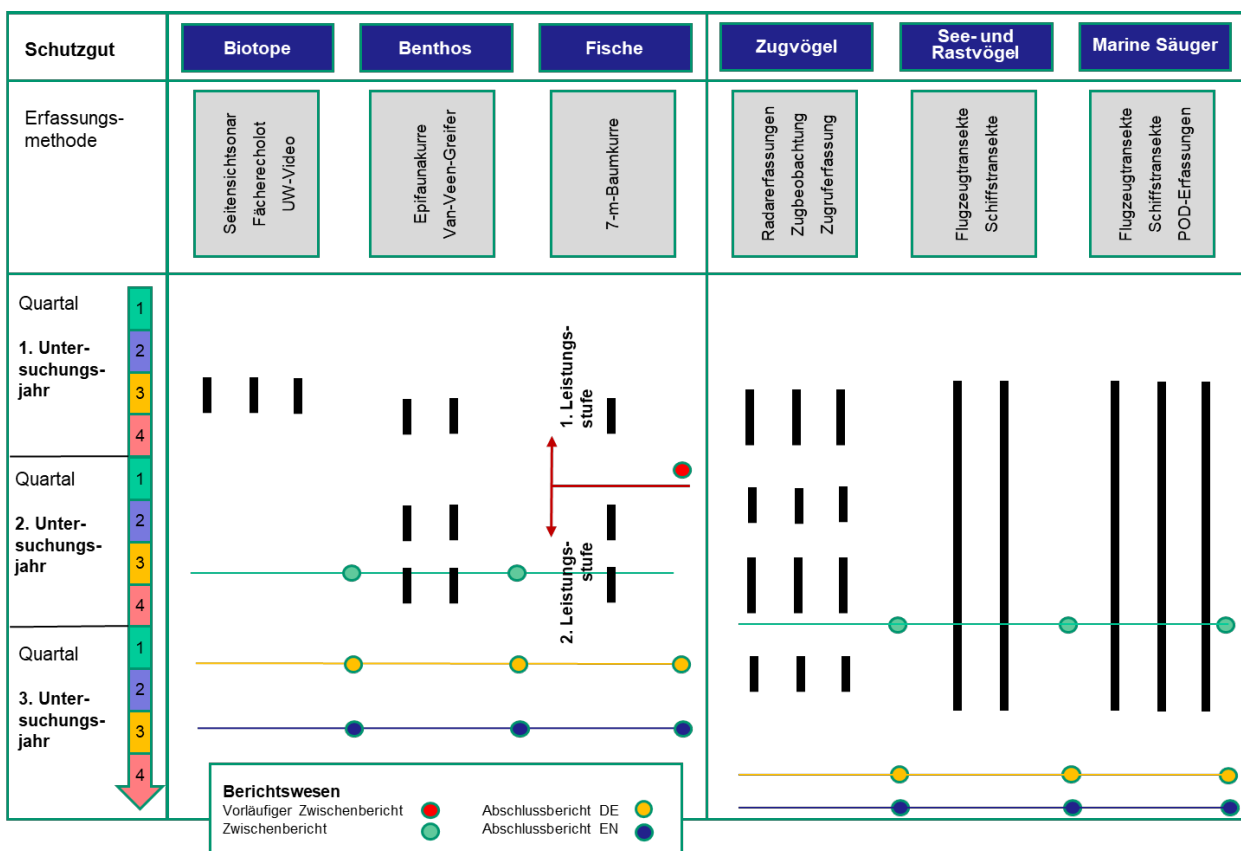 Schutzgut
Biotope
Benthos
Fische
Zugvögel
See- und
Rastvögel
Marine Säuger
Erfassungs-
methode
Seitensichtsonar
Fächerecholot
UW-Video
Epifaunakurre
Van-Veen-Greifer
7-m-Baumkurre
Radarerfassungen
Zugbeobachtung
Zugruferfassung
Flugzeugtransekte
Schiffstransekte
Flugzeugtransekte
Schiffstransekte
POD-Erfassungen
Quartal
1. Unter-
suchungs-
jahr
1
2
3
4
Quartal
2. Unter-
suchungs-
jahr
1
2
3
4
Quartal
3. Unter-
suchungs-
jahr
1
2
3
4
1. Leistungs-
stufe
2. Leistungs-
stufe
Berichtswesen
Vorläufiger Zwischenbericht
Zwischenbericht
Abschlussbericht DE
Abschlussbericht EN